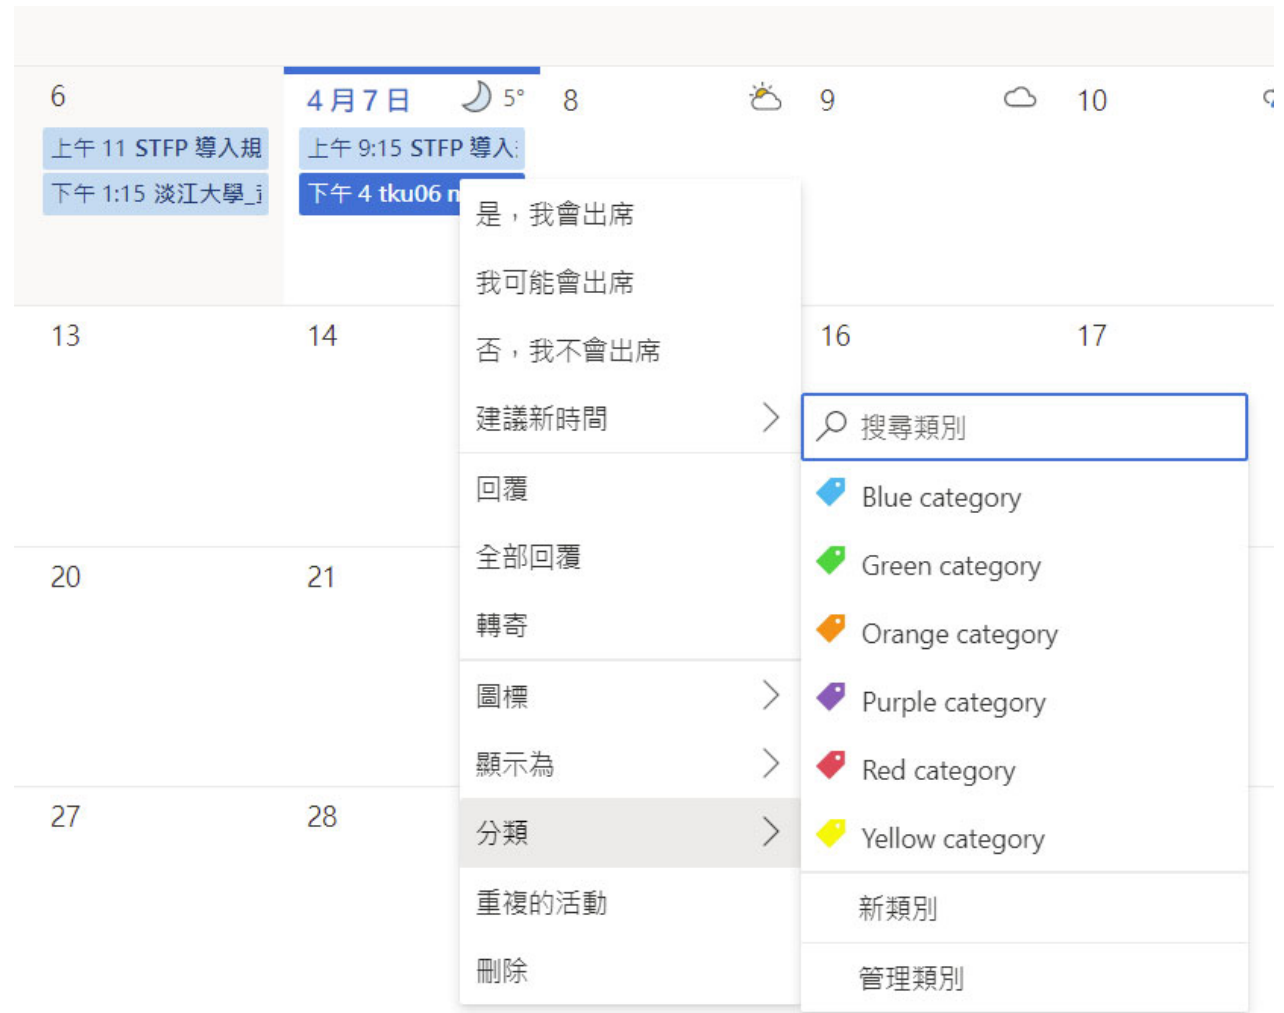 6
4月7日
5°
8
9
10
上午 11 STFP 導入規
上午 9:15 STFP 導入
下午 1:15 淡江大學_
下午 4 tku06
是，我會出席
我可能會出席
否，我不會出席
建議新時間
回覆
全部回覆
轉寄
圖標
顯示為
分類
重複的活動
刪除
13
14
16
17
搜尋類別
Blue category
Green category
Orange category
Purple category
Red category
Yellow category
新類別
管理類別
20
21
27
28